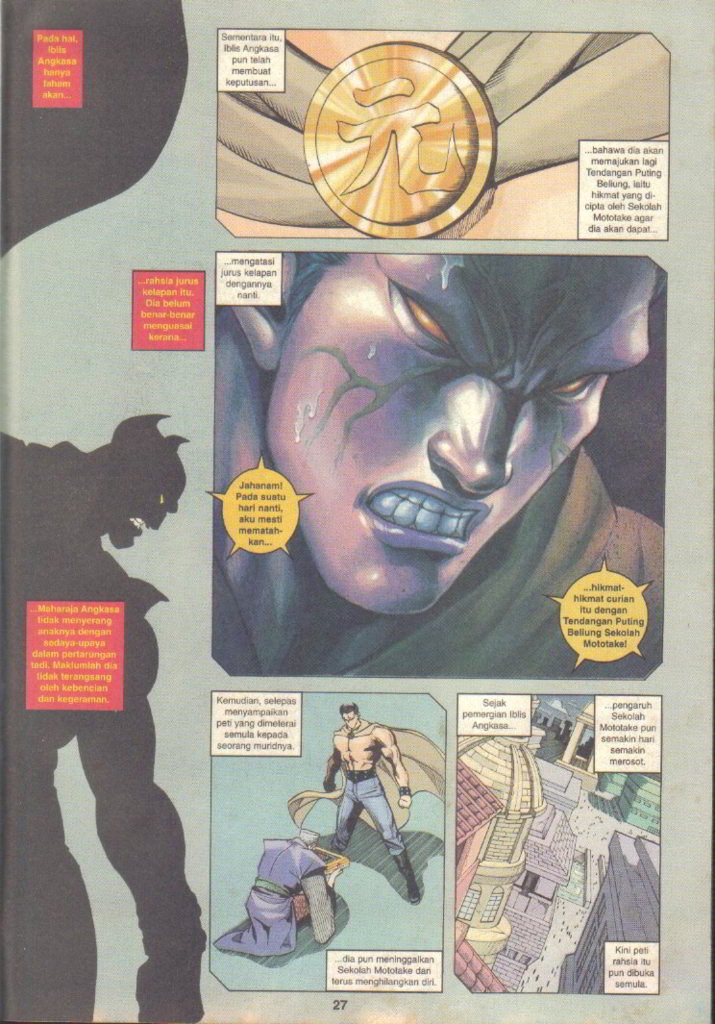 Pada hal,
Iblis
Angkasa
hanya
faham
akan...
...rahsia jurus
kelapan itu.
Dia belum
benar-benar
menguasai
kerana...
...Maharaja Angkasa
tidak menyerang
anaknya dengan
sedaya-upaya
dalam pertarungan
tadi. Maklumlah dia
tidak terangsang
oleh kebencian
dan kegeraman.
Sementara itu,
Iblis Angkasa
pun telah
membuat
keputusan...
元
...bahawa dia akan
memajukan lagi
Tendangan Puting
Beliung, iaitu
hikmat yang di-
cipta oleh Sekolah
Mototake agar
dia akan dapat...
...mengatasi
jurus kelapan
dengannya
nanti.
Jahanam!
Pada suatu
hari nanti,
aku mesti
mematah-
kan...
...hikmat-
hikmat curian
itu dengan
Tendangan Puting
Beliung Sekolah
Mototake!
Kemudian, selepas
menyampaikan
peti yang dimeterai
semula kepada
seorang muridnya.
...dia pun meninggalkan
Sekolah Mototake dan
terus menghilangkan diri.
Sejak
pemergian Iblis
Angkasa...
...pengaruh
Sekolah
Mototake pun
semakin hari
semakin
merosot.
Kini peti
rahsia itu
pun dibuka
semula.
27